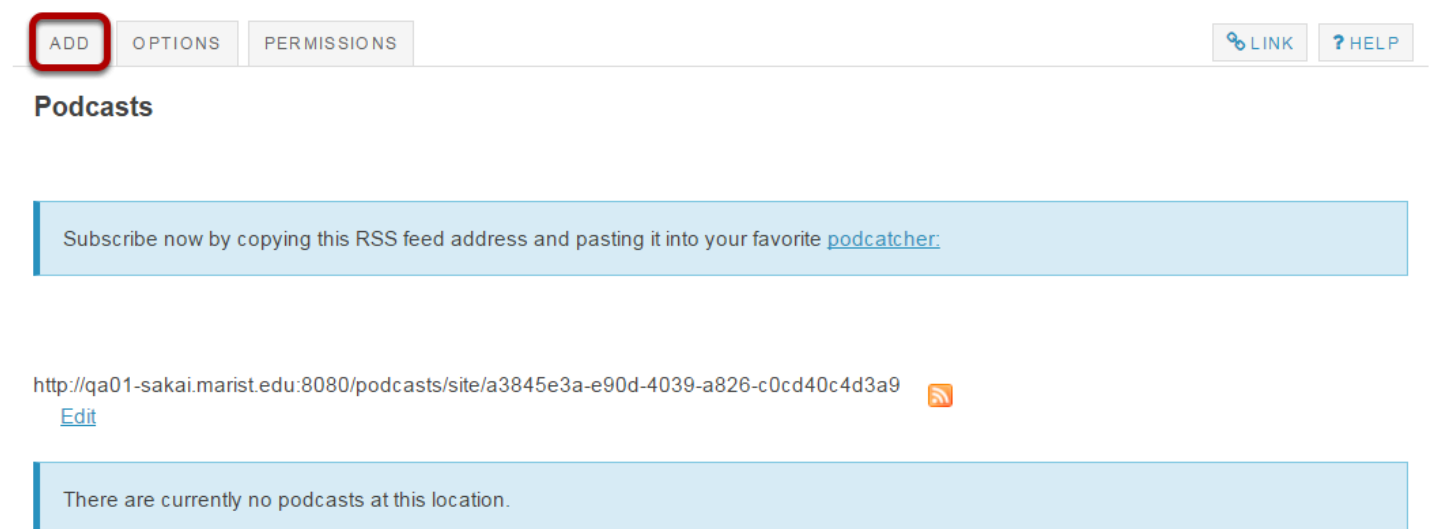 ADD OPTIONS PERMISSIONS LINK ? HELP
Podcasts
Subscribe now by copying this RSS feed address and pasting it into your favorite podcatcher:
http://qa01-sakai.marist.edu:8080/podcasts/site/a3845e3a-e90d-4039-a826-c0cd40c4d3a9
Edit
There are currently no podcasts at this location.